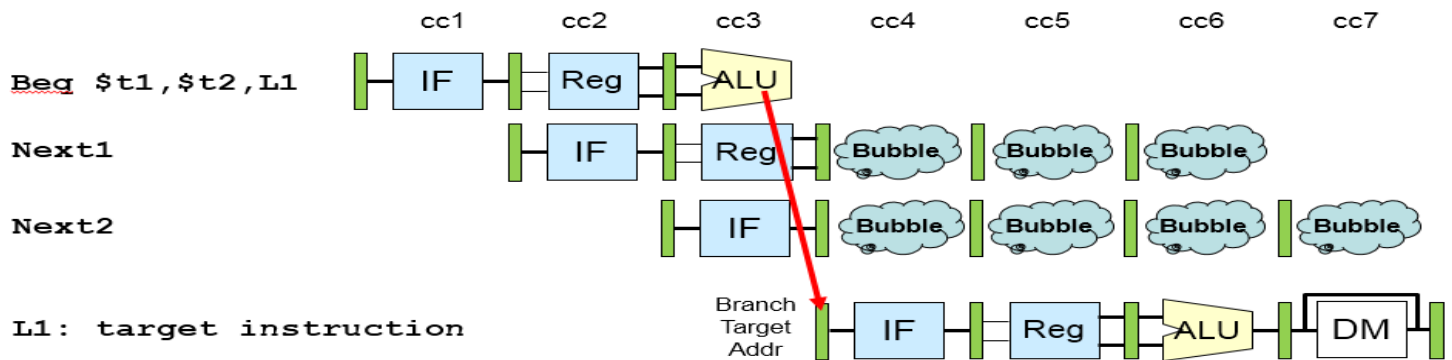 cc1 cc2 cc3 cc4 cc5 cc6 cc7
Beq $t1,$t2,L1 IF Reg ALU
Next1 IF Reg Bubble Bubble Bubble
Next2 IF Bubble Bubble Bubble Bubble
L1: target instruction Branch Target Addr IF Reg ALU DM